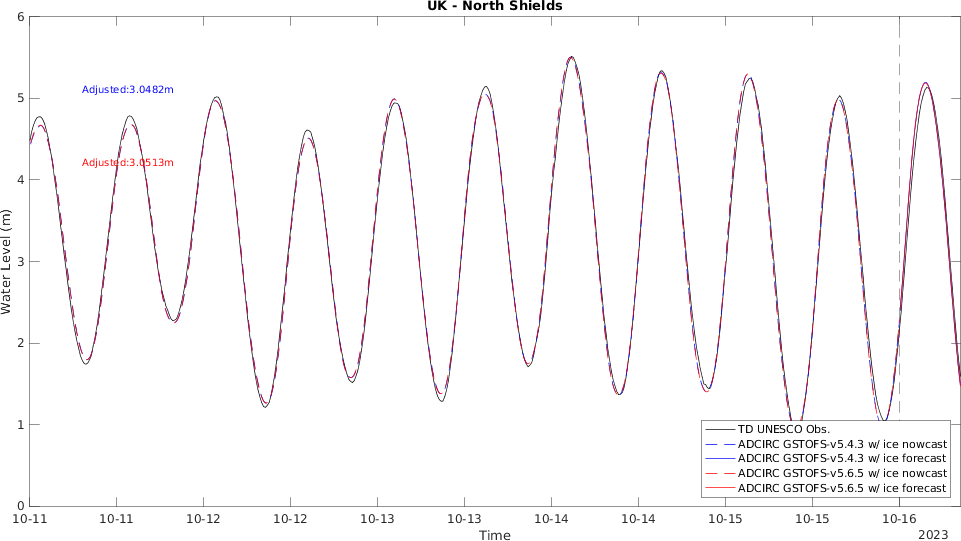 UK - North Shields
6
5
4
3
2
1
0
Water Level (m)
Adjusted:3.0482m
Adjusted:3.0513m
TD UNESCO Obs.
ADCIRC GSTOFS-v5.4.3 w/ ice nowcast
ADCIRC GSTOFS-v5.4.3 w/ ice forecast
ADCIRC GSTOFS-v5.6.5 w/ ice nowcast
ADCIRC GSTOFS-v5.6.5 w/ ice forecast
10-11 10-11 10-12 10-12 10-13 10-13 10-14 10-14 10-15 10-15 10-16
Time
2023